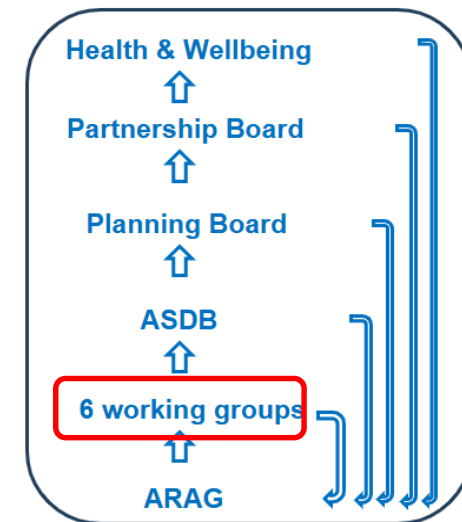 Health & Wellbeing
Partnership Board
Planning Board
ASDB
6 working groups
ARAG